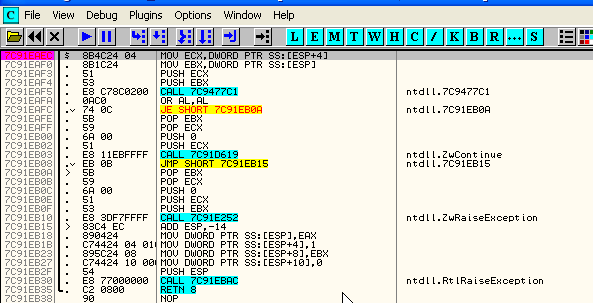 C File View Debug Plugins Options Window Help
L E M T W H C / K B R ... S
$ 8B4C24 04 MOV ECX,DWORD PTR SS:[ESP+4]
7C91EAF0 . 8B1C24 MOV EBX,DWORD PTR SS:[ESP]
7C91EAF3 . 51 PUSH ECX
7C91EAF4 . 53 PUSH EBX
7C91EAF5 . E8 C78C0200 CALL 7C9477C1 ntdll.7C9477C1
7C91EAFA . 0AC0 OR AL,AL
7C91EAFC . 74 0C JE SHORT 7C91EB0A ntdll.7C91EB0A
7C91EAFE . 5B POP EBX
7C91EAFF . 59 POP ECX
7C91EB00 . 6A 00 PUSH 0
7C91EB02 . 51 PUSH ECX
7C91EB03 . E8 11EBFFFF CALL 7C91D619 ntdll.ZwContinue
7C91EB08 . EB 0B JMP SHORT 7C91EB15 ntdll.7C91EB15
7C91EB0A > 5B POP EBX
7C91EB0B . 59 POP ECX
7C91EB0C . 6A 00 PUSH 0
7C91EB0E . 51 PUSH ECX
7C91EB0F . 53 PUSH EBX
7C91EB10 . E8 3DF7FFFF CALL 7C91E252 ntdll.ZwRaiseException
7C91EB15 > 83C4 EC ADD ESP,-14
7C91EB18 . 890424 MOV DWORD PTR SS:[ESP],EAX
7C91EB1B . C74424 04 010 MOV DWORD PTR SS:[ESP+4],1
7C91EB23 . 895C24 08 MOV DWORD PTR SS:[ESP+8],EBX
7C91EB27 . C74424 10 000 MOV DWORD PTR SS:[ESP+10],0
7C91EB2F . 54 PUSH ESP
7C91EB30 . E8 77000000 CALL 7C91EBAC ntdll.RtlRaiseException
7C91EB35 . C2 0800 RETN 8
7C91EB38 90 NOP